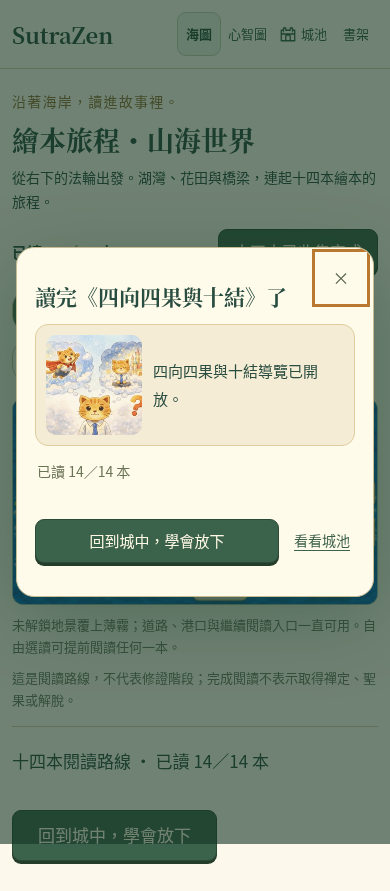 SutraZen
海圖 心智圖 城池 書架
沿著海岸，讀進故事裡。
繪本旅程・山海世界
從右下的法輪出發。湖灣、花田與橋梁，連起十四本繪本的
旅程。
讀完《四向四果與十結》了
×
四向四果與十結導覽已開
放。
已讀 14／14 本
回到城中，學會放下
看看城池
未解鎖地景覆上薄霧；道路、港口與繼續閱讀入口一直可用。自
由選讀可提前閱讀任何一本。
這是閱讀路線，不代表修證階段；完成閱讀不表示取得禪定、聖
果或解脫。
十四本閱讀路線 ・ 已讀 14／14 本
回到城中，學會放下